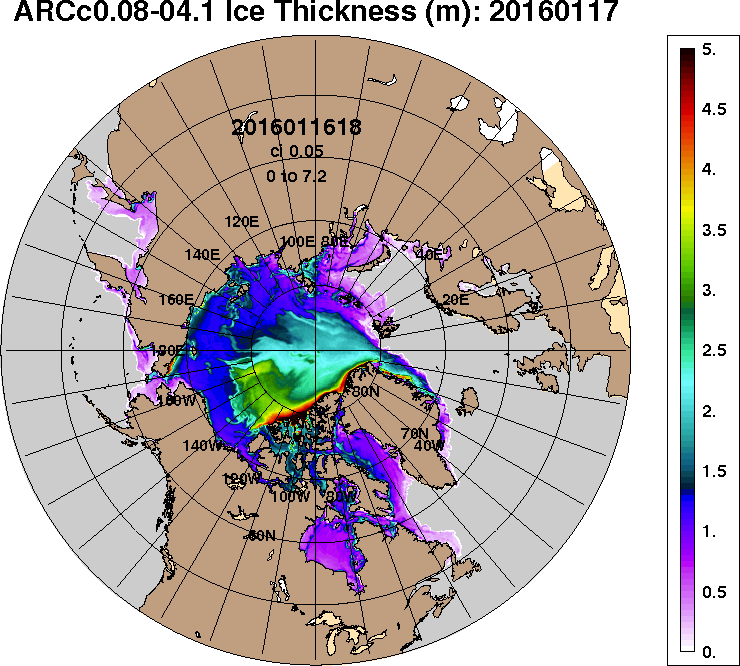 ARCc0.08-04.1 Ice Thickness (m): 20160117
2016011618
ci 0.05
0 to 7.2
120E
140E
100E
80E
40E
160E
20E
180E
160W
80N
70N
40W
140W
120W
100W
80W
60N
5.
4.5
4.
3.5
3.
2.5
2.
1.5
1.
0.5
0.